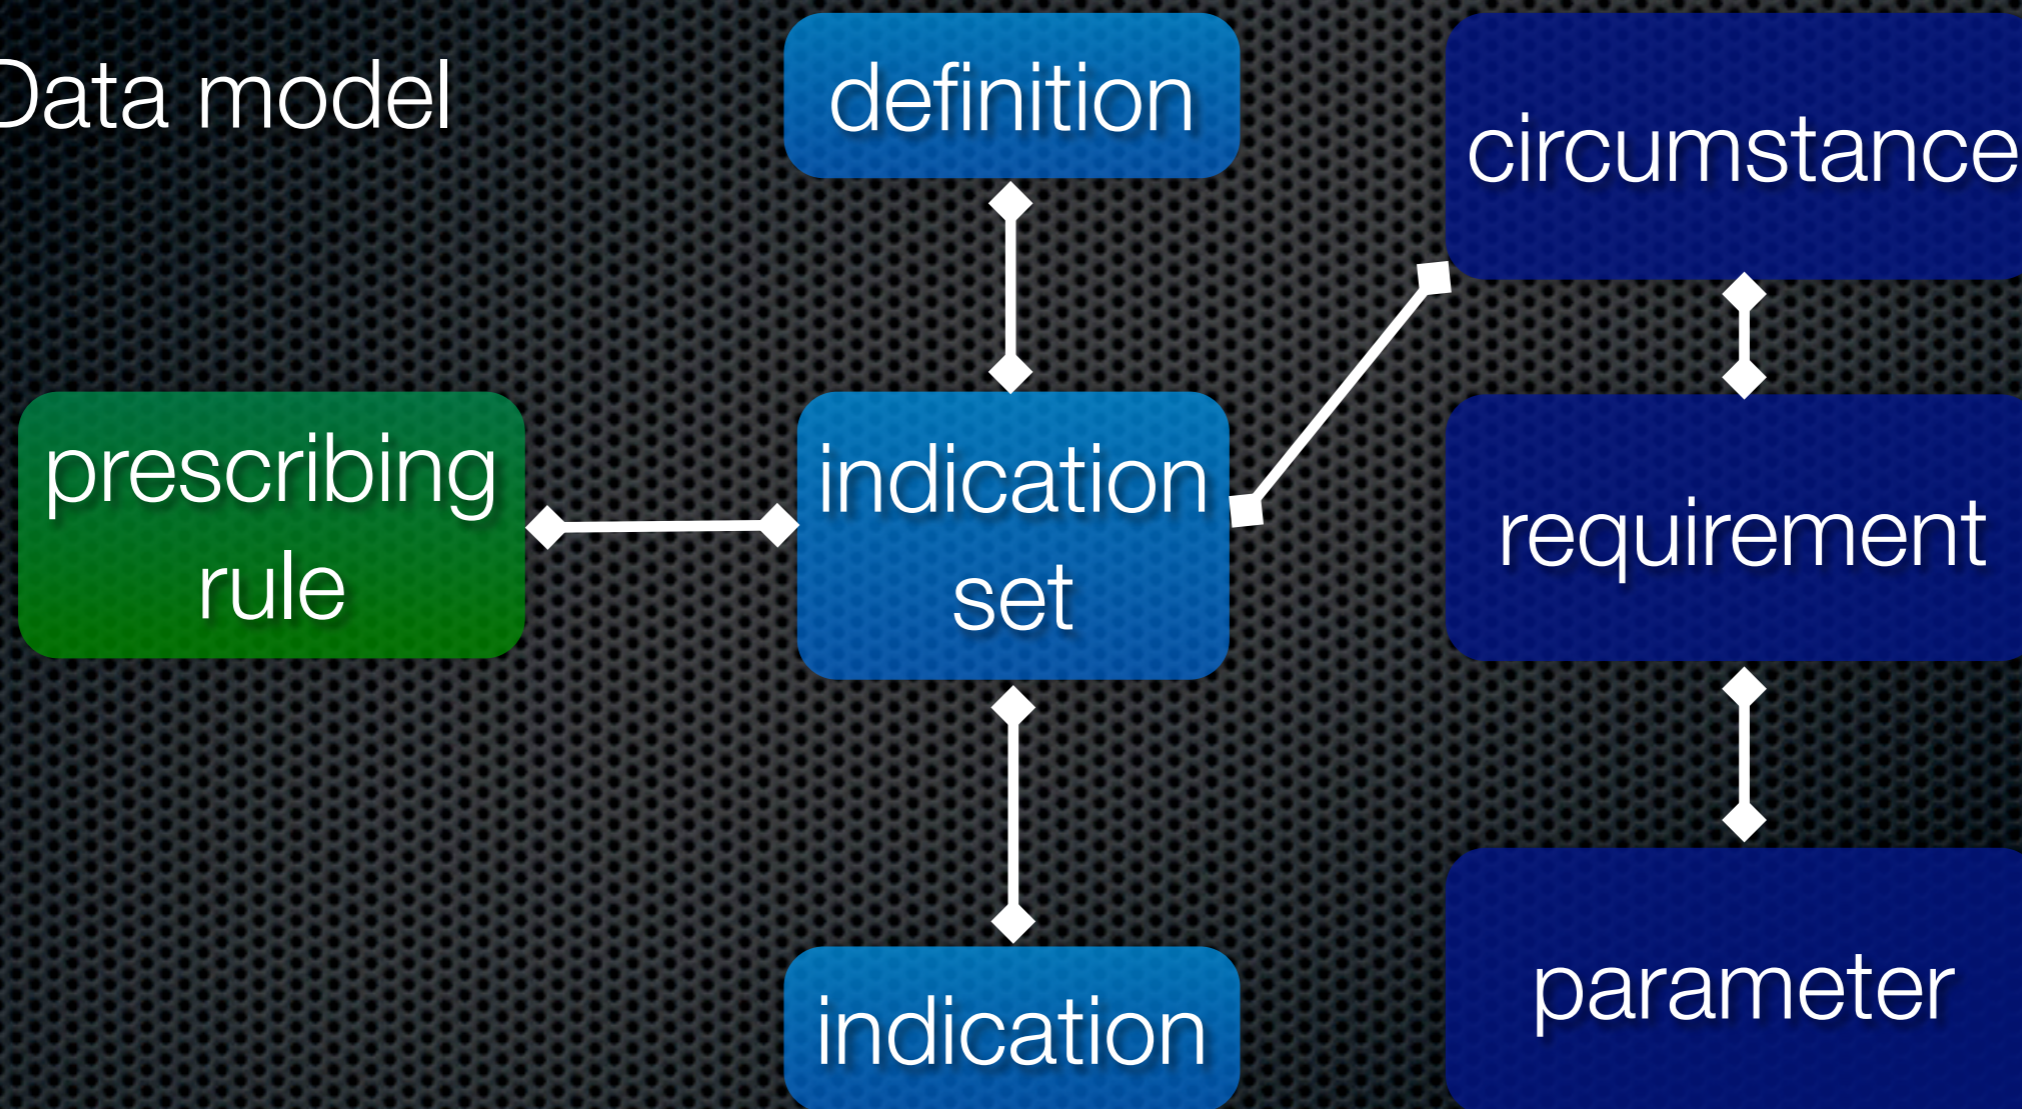 Data model
definition
circumstance
prescribing
rule
indication
set
requirement
indication
parameter